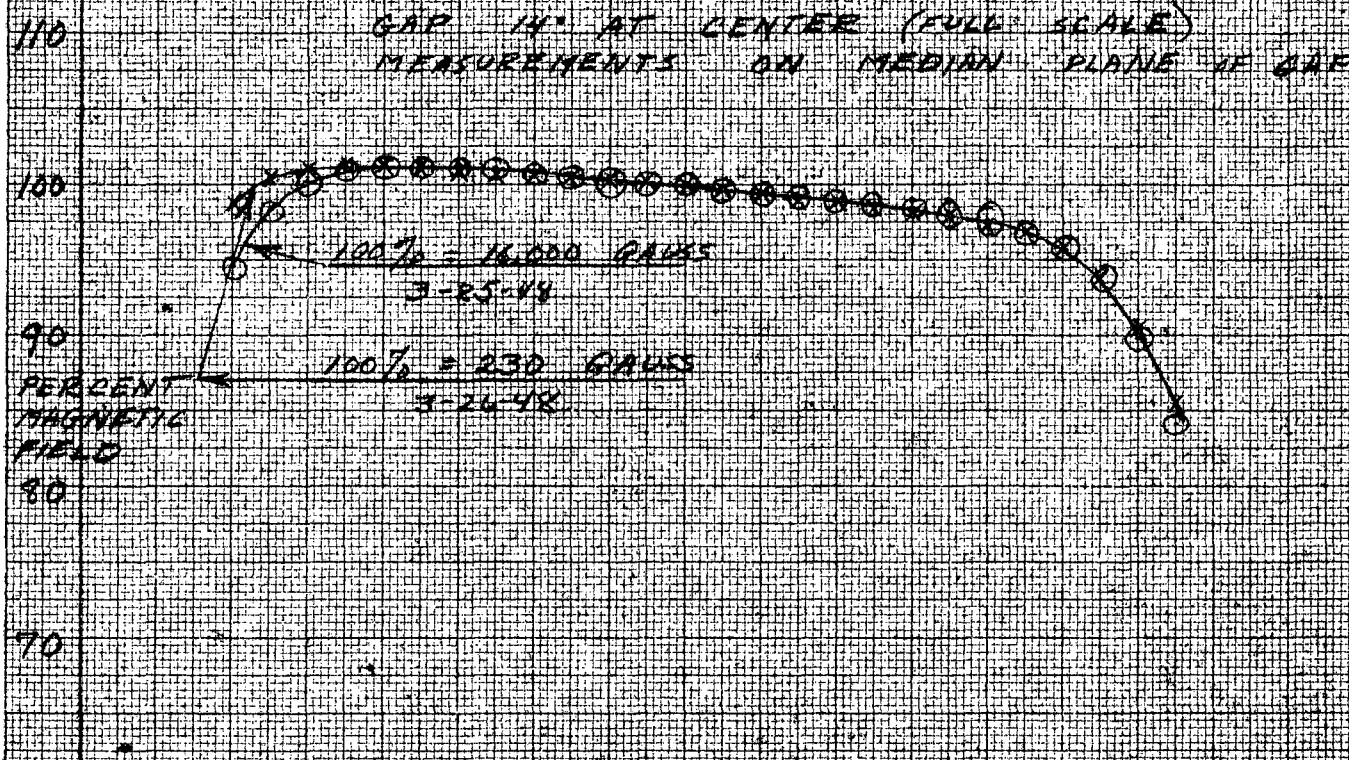 110
GAP 14" AT CENTER (FULL SCALE)
MEASUREMENTS ON MEDIAN PLANE OF GAP
100
100% = 16,000 GAUSS
3-25-48
90
100% = 230 GAUSS
3-26-48
PERCENT
MAGNETIC
FIELD
80
70